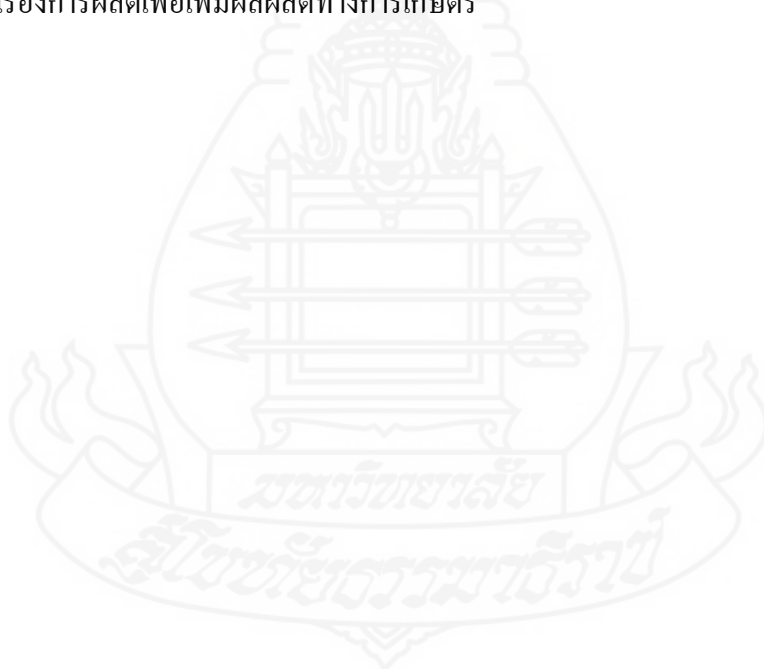 เรื่องการผลิตเพื่อเพิ่มผลผลิตทางการเกษตร
มหาวิทยาลัย
สุโขทัยธรรมาธิราช